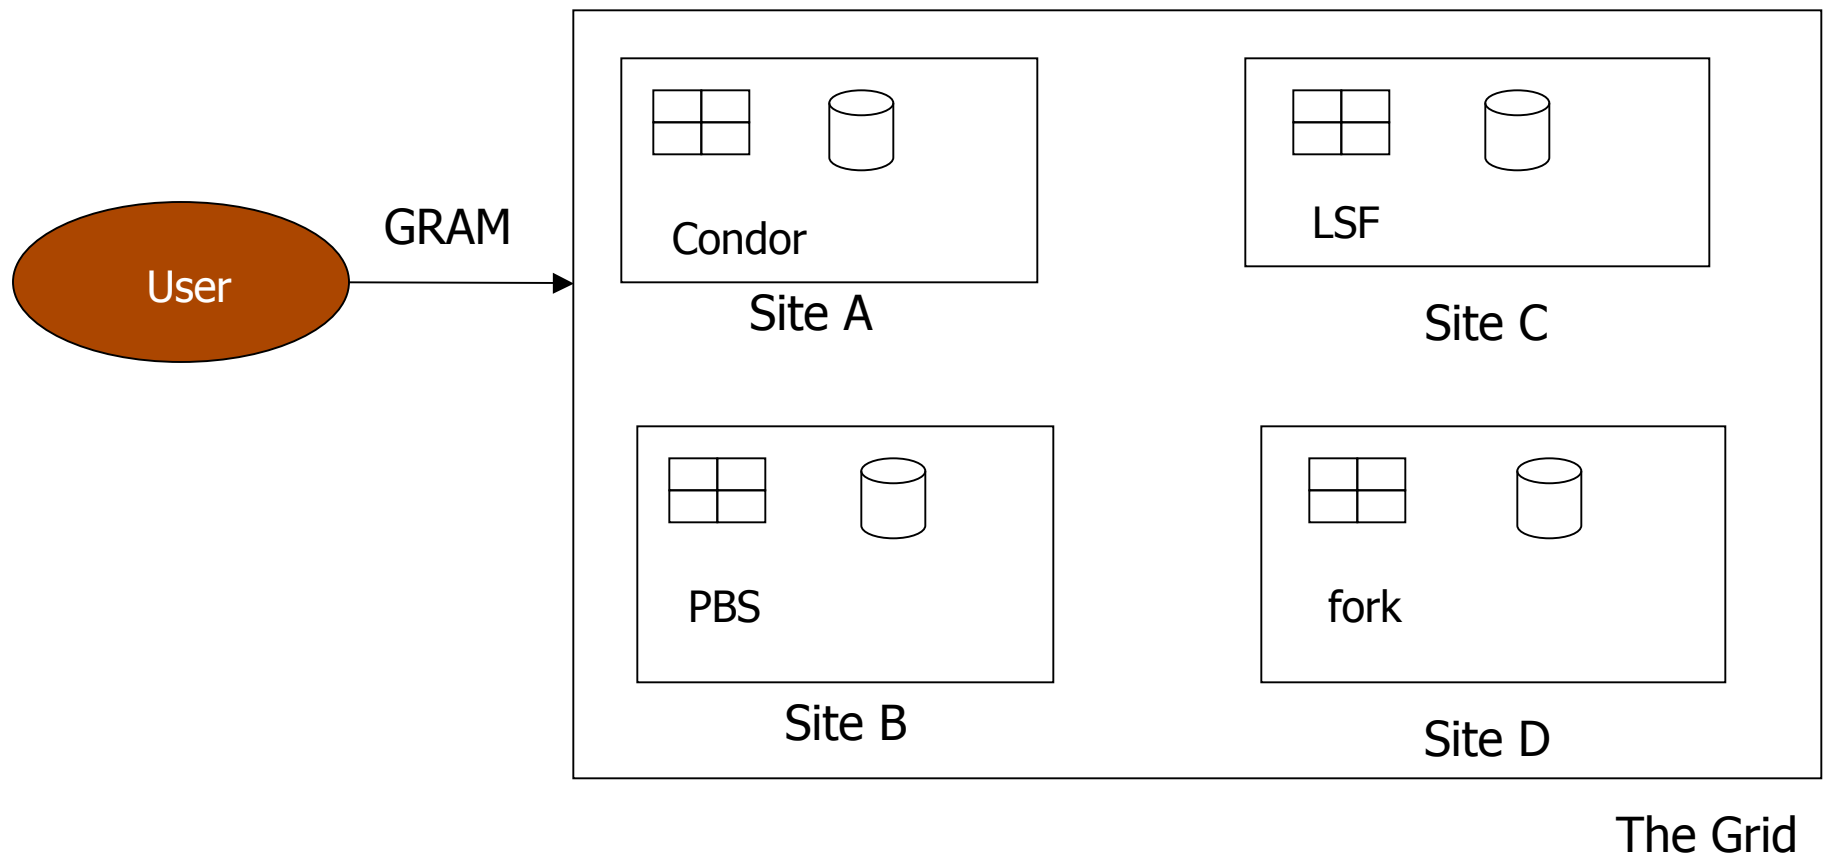 User
GRAM
Condor
Site A
LSF
Site C
PBS
Site B
fork
Site D
The Grid